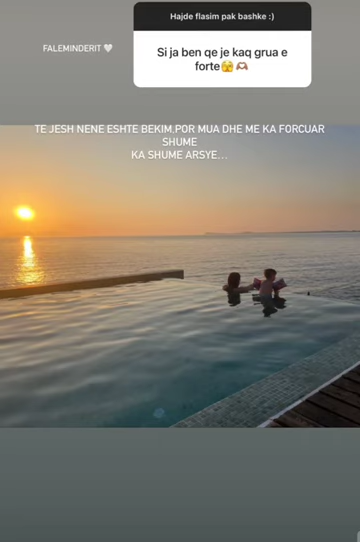 Hajde flasim pak bashke :)
FALEMINDERIT 🤍
Si ja ben qe je kaq grua e
forte🫣🫶🏽
TE JESH NENE ESHTE BEKIM,POR MUA DHE ME KA FORCUAR
SHUME
KA SHUME ARSYE...